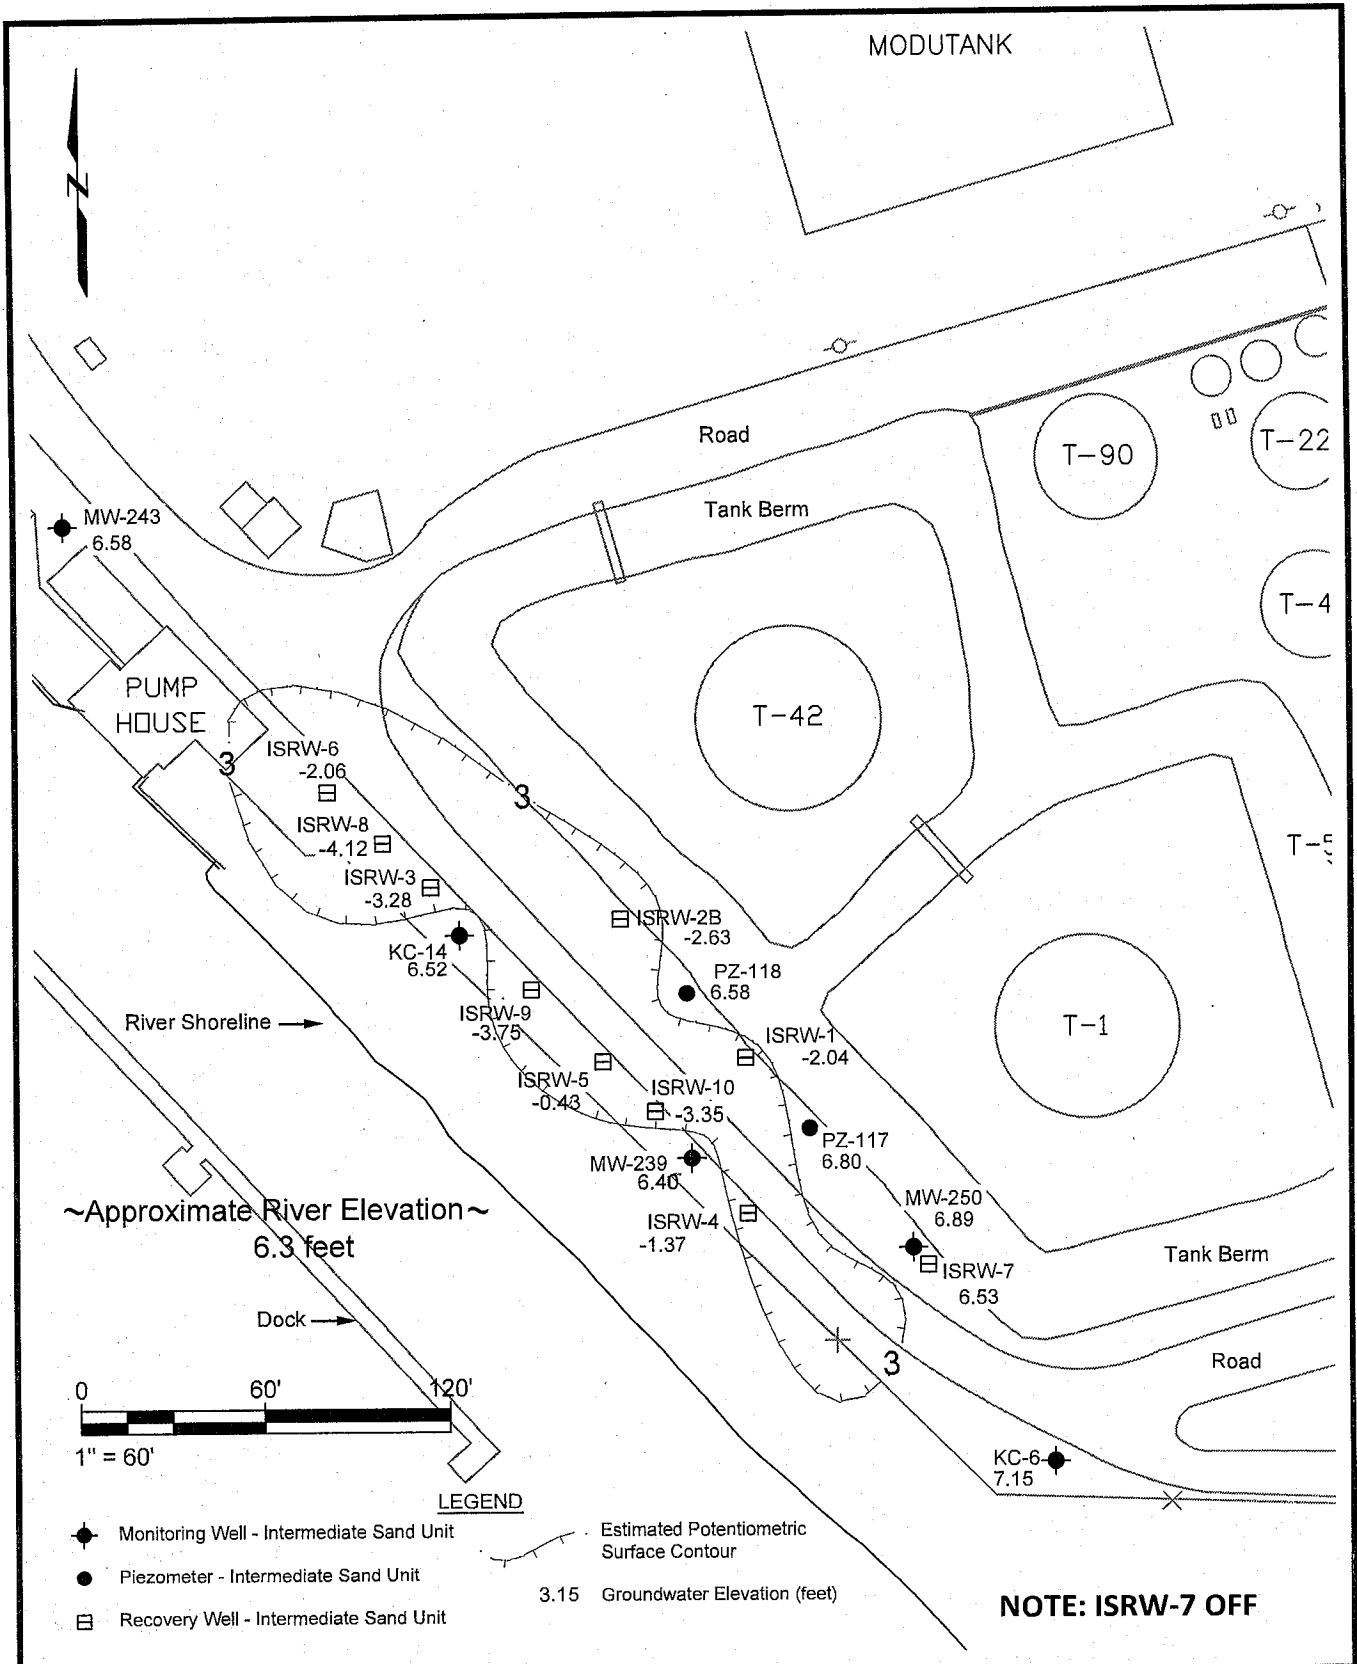 MODUTANK
N
Road
T-90
T-22
Tank Berm
MW-243
6.58
T-4
PUMP
HOUSE
T-42
ISRW-6
-2.06
3
3
ISRW-8
-4.12
T-5
ISRW-3
-3.28
ISRW-2B
-2.63
KC-14
6.52
PZ-118
6.58
ISRW-9
-3.75
River Shoreline
T-1
ISRW-1
-2.04
ISRW-5
-0.43
ISRW-10
-3.35
PZ-117
6.80
MW-239
6.40
MW-250
6.89
~Approximate River Elevation~
6.3 feet
ISRW-4
-1.37
Tank Berm
ISRW-7
6.53
Dock
3
Road
0 60' 120'
1" = 60'
KC-6
7.15
LEGEND
Monitoring Well - Intermediate Sand Unit
Piezometer - Intermediate Sand Unit
Recovery Well - Intermediate Sand Unit
Estimated Potentiometric
Surface Contour
3.15 Groundwater Elevation (feet)
NOTE: ISRW-7 OFF